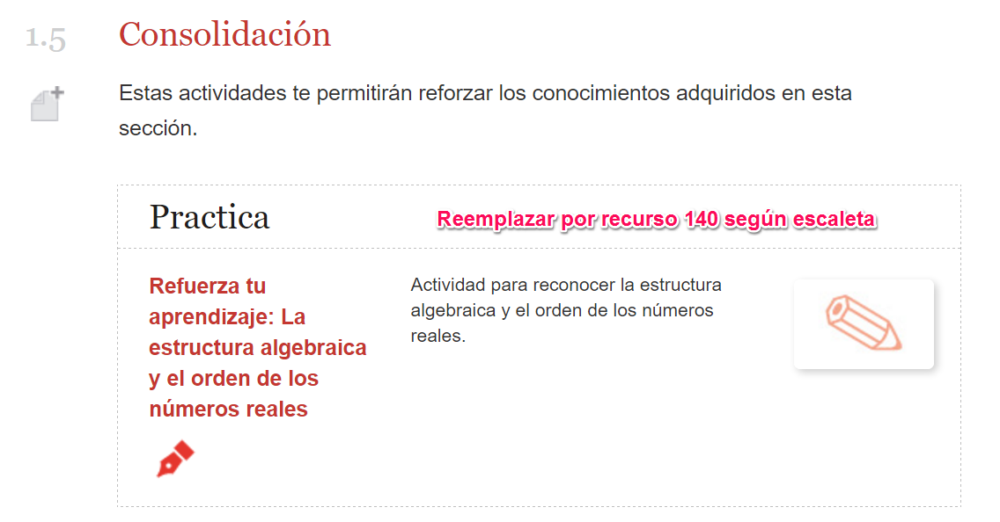 1.5 Consolidación
Estas actividades te permitirán reforzar los conocimientos adquiridos en esta
sección.
Practica
Reemplazar por recurso 140 según escaleta
Refuerza tu
aprendizaje: La
estructura algebraica
y el orden de los
números reales
Actividad para reconocer la estructura
algebraica y el orden de los números
reales.